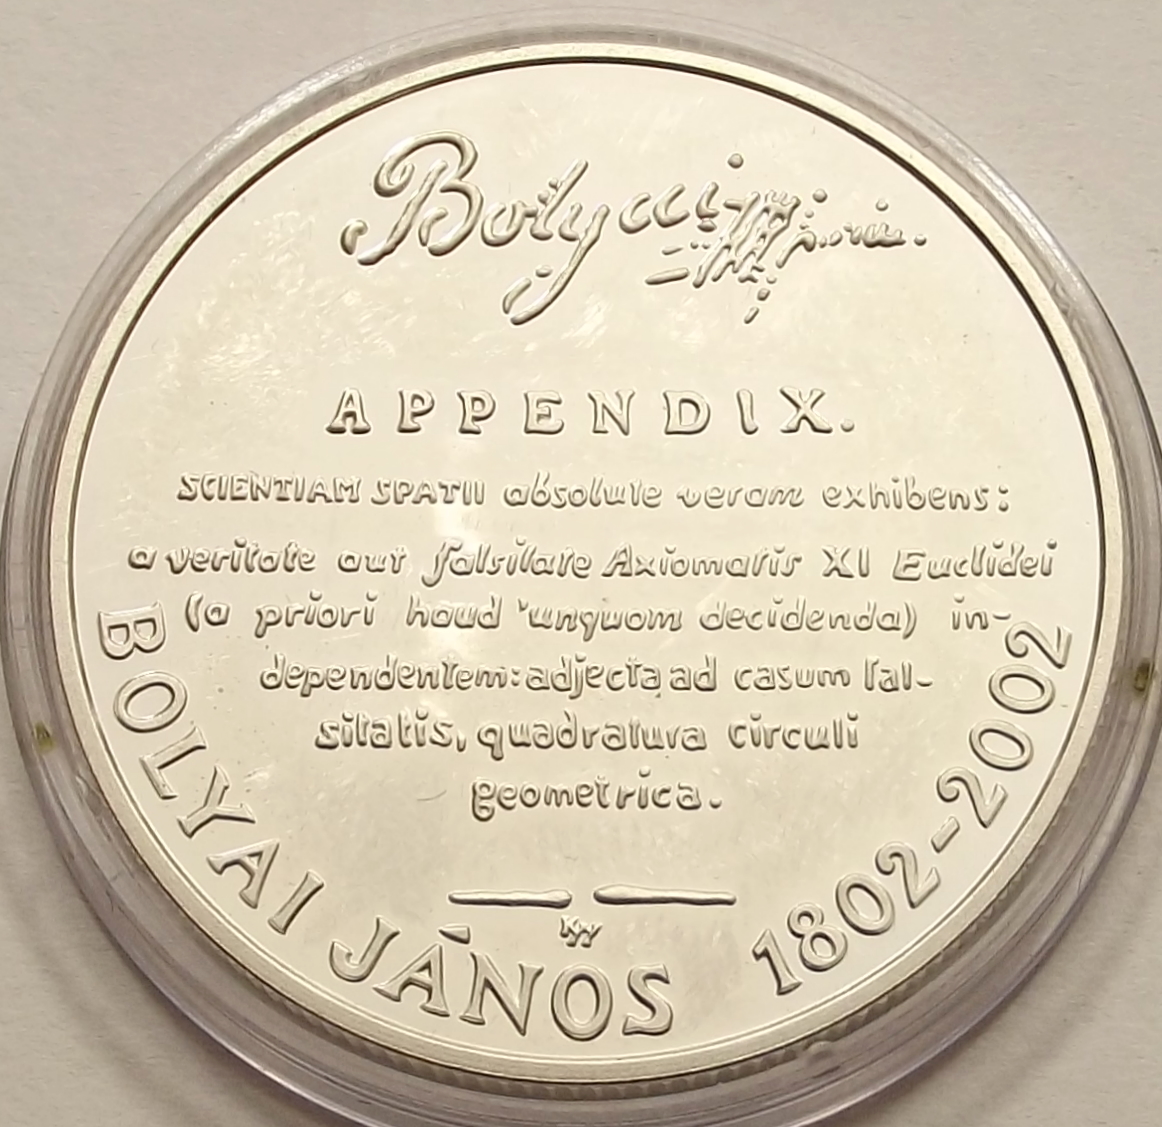 Bolyai
APPENDIX.
SCIENTIAM SPATII absolute veram exhibens:
a veritate aut falsitate Axiomatis XI Euclidei
(a priori haud unquam decidenda) in-
dependentem: adjecta ad casum fal-
sitatis, quadratura circuli
geometrica.
BOLYAI JÁNOS 1802-2002